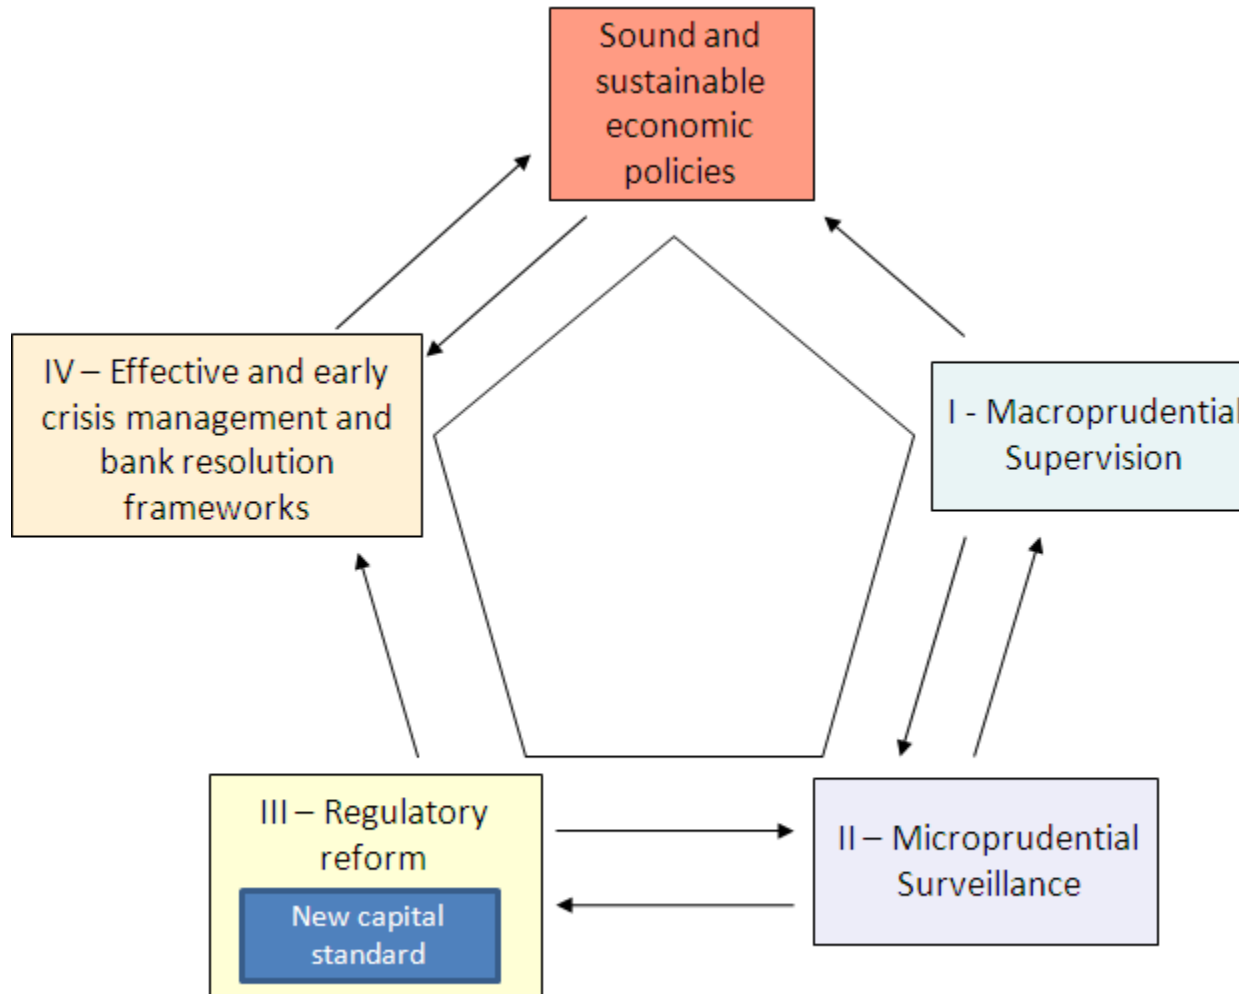 Sound and
sustainable
economic
policies
IV – Effective and early
crisis management and
bank resolution
frameworks
I - Macroprudential
Supervision
III – Regulatory
reform
New capital
standard
II – Microprudential
Surveillance